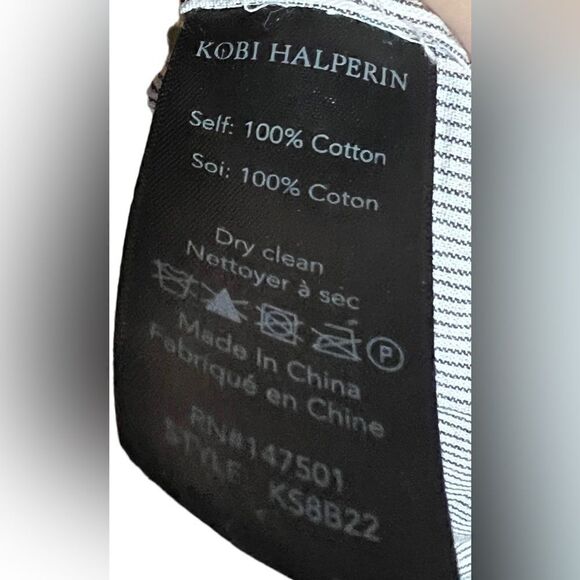 KOBI HALPERIN
Self: 100% Cotton
Soi: 100% Coton
Dry clean
Nettoyer à sec
P
Made In China
Fabriqué en Chine
RN#147501
STYLE KS8B22